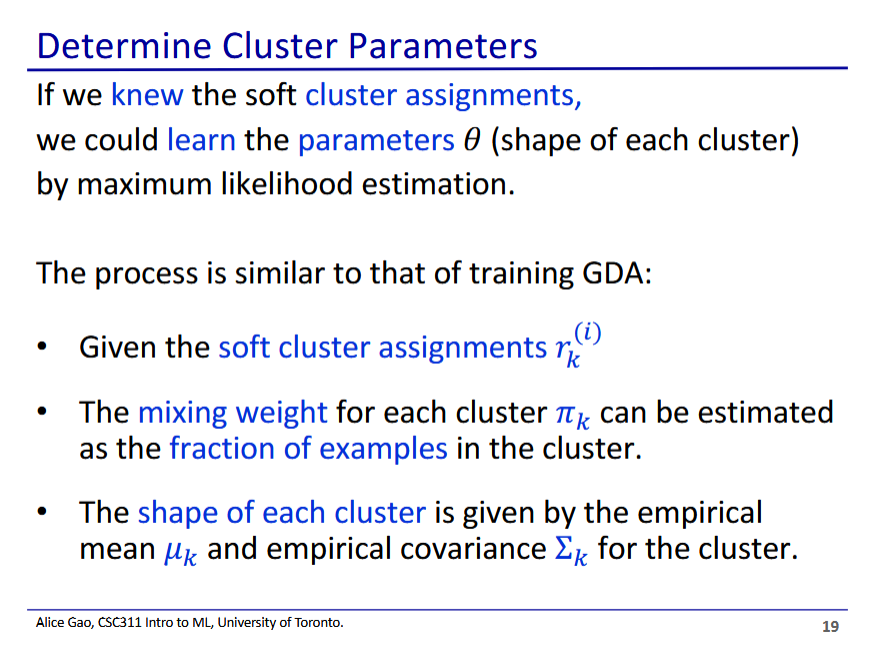 Determine Cluster Parameters
If we knew the soft cluster assignments,
we could learn the parameters θ (shape of each cluster)
by maximum likelihood estimation.
The process is similar to that of training GDA:
• Given the soft cluster assignments r_k^(i)
• The mixing weight for each cluster π_k can be estimated
as the fraction of examples in the cluster.
• The shape of each cluster is given by the empirical
mean μ_k and empirical covariance Σ_k for the cluster.
Alice Gao, CSC311 Intro to ML, University of Toronto.
19